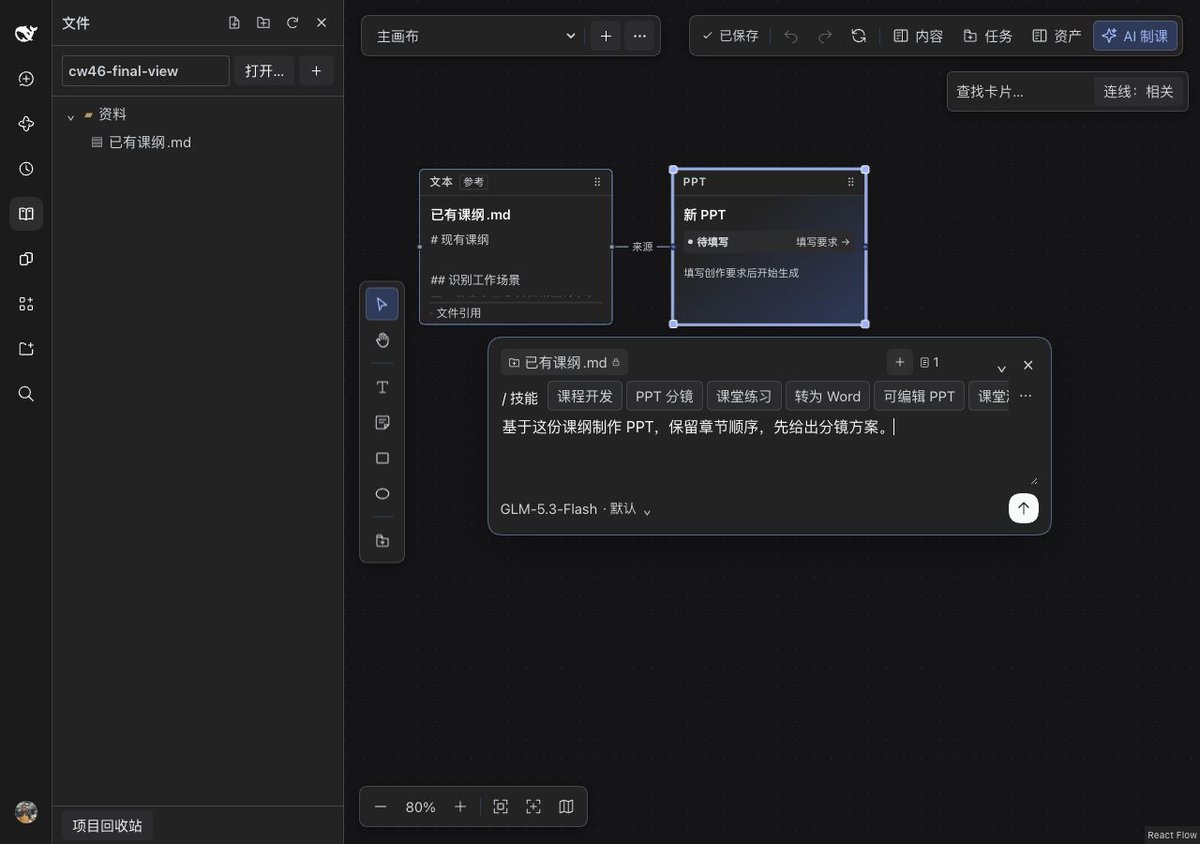 文件
cw46-final-view
打开...
资料
已有课纲.md
项目回收站
主画布
已保存
内容
任务
资产
AI 制课
查找卡片...
连线：相关
文本 参考
已有课纲.md
# 现有课纲
## 识别工作场景
文件引用
来源
PPT
新 PPT
待填写 填写要求 →
填写创作要求后开始生成
已有课纲.md
1
/ 技能 课程开发 PPT 分镜 课堂练习 转为 Word 可编辑 PPT 课堂
基于这份课纲制作 PPT，保留章节顺序，先给出分镜方案。
GLM-5.3-Flash · 默认
80%
React Flow